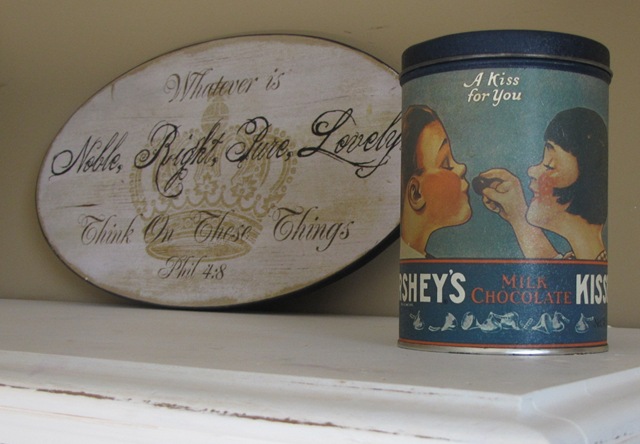 Whatever is
Noble, Right, Pure, Lovely
Think On These Things
Phil 4:8
A Kiss
for You
RSHEY'S MILK CHOCOLATE KISS